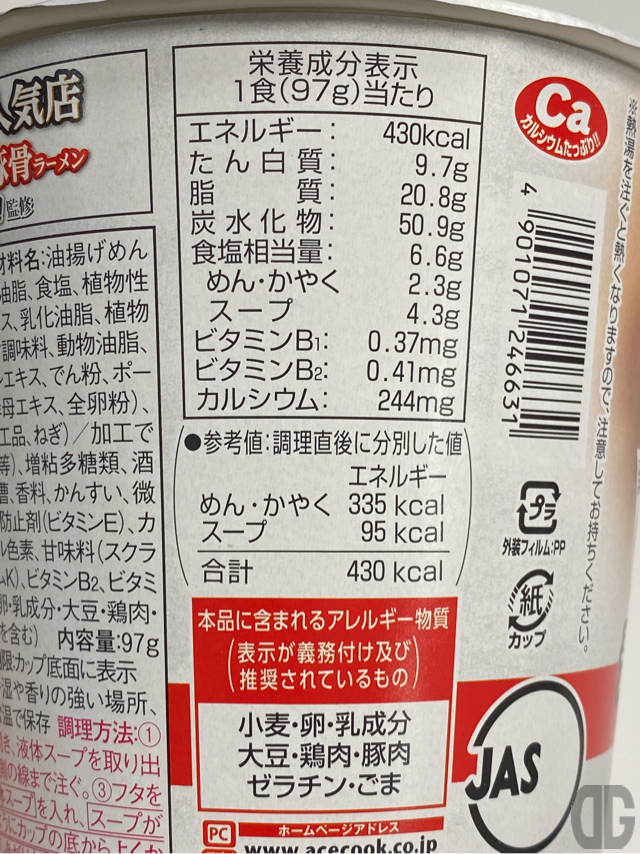 人気店
豚骨ラーメン
監修
材料名:油揚げめん
油脂、食塩、植物性
ス、乳化油脂、植物
調味料、動物油脂、
エキス、でん粉、ポー
母エキス、全卵粉)、
工品、ねぎ)/加工で
等)、増粘多糖類、酒
香料、かんすい、微
防止剤(ビタミンE)、カ
色素、甘味料(スクラ
K)、ビタミンB2、ビタミ
卵・乳成分・大豆・鶏肉・
を含む) 内容量:97g
限:カップ底面に表示
湿や香りの強い場所、
温で保存 調理方法:①
き、液体スープを取り出
の線まで注ぐ。③フタを
スープ]を入れ、スープが
うにカップの底からよくか
栄養成分表示
1食(97g)当たり
エネルギー: 430kcal
たん白質: 9.7g
脂質: 20.8g
炭水化物: 50.9g
食塩相当量: 6.6g
めん・かやく 2.3g
スープ 4.3g
ビタミンB1: 0.37mg
ビタミンB2: 0.41mg
カルシウム: 244mg
●参考値:調理直後に分別した値
エネルギー
めん・かやく 335 kcal
スープ 95 kcal
合計 430 kcal
本品に含まれるアレルギー物質
(表示が義務付け及び
推奨されているもの)
小麦・卵・乳成分
大豆・鶏肉・豚肉
ゼラチン・ごま
PC ホームページアドレス
www.acecook.co.jp
Ca
カルシウムたっぷり!!
4 901071 246631
プラ
外装フィルム:PP
紙
カップ
JAS
※熱湯を注ぐと熱くなりますので、注意してお持ちください。
DG